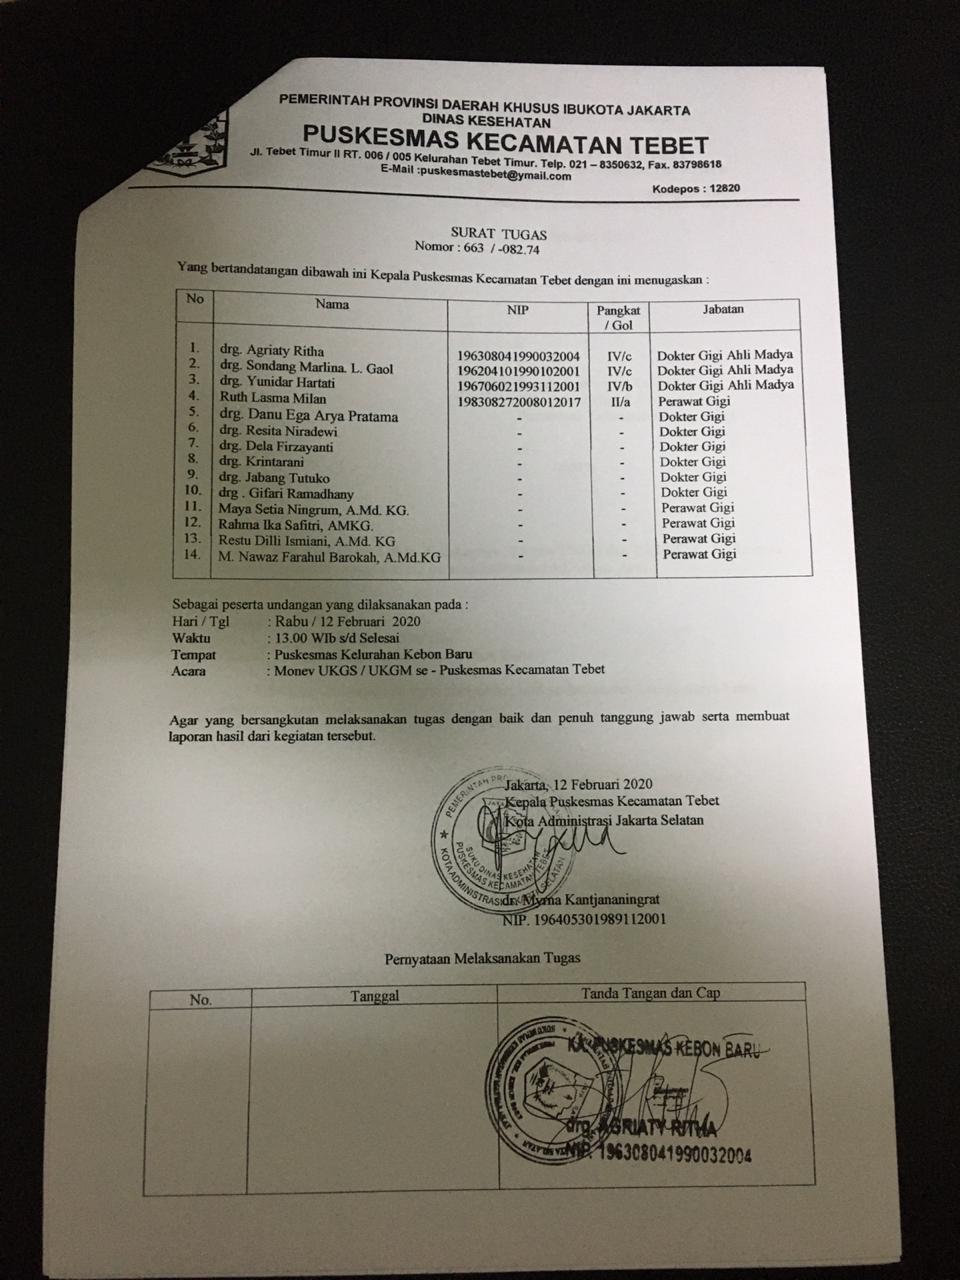 PEMERINTAH PROVINSI DAERAH KHUSUS IBUKOTA JAKARTA
DINAS KESEHATAN
PUSKESMAS KECAMATAN TEBET
Jl. Tebet Timur II RT. 006 / 005 Kelurahan Tebet Timur. Telp. 021 – 8350632, Fax. 83798618
E-Mail :puskesmastebet@ymail.com
Kodepos : 12820
SURAT TUGAS
Nomor : 663 / -082.74
Yang bertandatangan dibawah ini Kepala Puskesmas Kecamatan Tebet dengan ini menugaskan :
No Nama NIP Pangkat / Gol Jabatan
1. drg. Agriaty Ritha 196308041990032004 IV/c Dokter Gigi Ahli Madya
2. drg. Sondang Marlina. L. Gaol 196204101990102001 IV/c Dokter Gigi Ahli Madya
3. drg. Yunidar Hartati 196706021993112001 IV/b Dokter Gigi Ahli Madya
4. Ruth Lasma Milan 198308272008012017 II/a Perawat Gigi
5. drg. Danu Ega Arya Pratama - - Dokter Gigi
6. drg. Resita Niradewi - - Dokter Gigi
7. drg. Dela Firzayanti - - Dokter Gigi
8. drg. Krintarani - - Dokter Gigi
9. drg. Jabang Tutuko - - Dokter Gigi
10. drg . Gifari Ramadhany - - Dokter Gigi
11. Maya Setia Ningrum, A.Md. KG. - - Perawat Gigi
12. Rahma Ika Safitri, AMKG. - - Perawat Gigi
13. Restu Dilli Ismiani, A.Md. KG - - Perawat Gigi
14. M. Nawaz Farahul Barokah, A.Md.KG - - Perawat Gigi
Sebagai peserta undangan yang dilaksanakan pada :
Hari / Tgl : Rabu / 12 Februari 2020
Waktu : 13.00 WIb s/d Selesai
Tempat : Puskesmas Kelurahan Kebon Baru
Acara : Monev UKGS / UKGM se - Puskesmas Kecamatan Tebet
Agar yang bersangkutan melaksanakan tugas dengan baik dan penuh tanggung jawab serta membuat
laporan hasil dari kegiatan tersebut.
Jakarta, 12 Februari 2020
Kepala Puskesmas Kecamatan Tebet
Kota Administrasi Jakarta Selatan
PEMERINTAH
SUKU DINAS KESEHATAN
PUSKESMAS KECAMATAN TEBET
KOTA ADMINISTRASI SELATAN
dr. Myrna Kantjananingrat
NIP. 196405301989112001
Pernyataan Melaksanakan Tugas
No. Tanggal Tanda Tangan dan Cap
KA. PUSKESMAS KEBON BARU
drg. AGRIATY RITHA
NIP. 196308041990032004